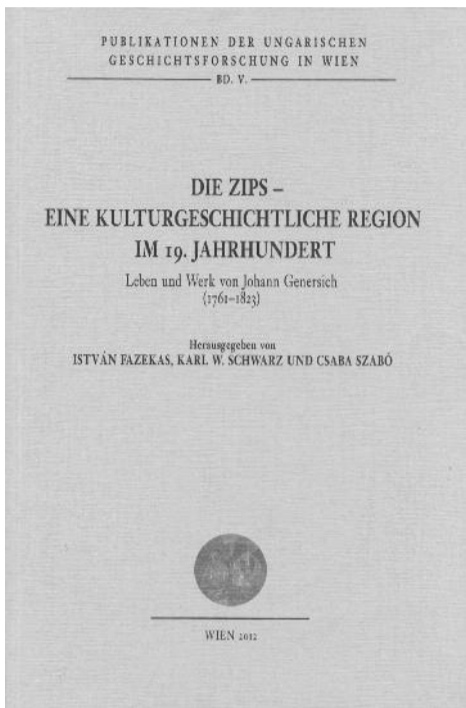 PUBLIKATIONEN DER UNGARISCHEN
GESCHICHTSFORSCHUNG IN WIEN
BD. V.
DIE ZIPS –
EINE KULTURGESCHICHTLICHE REGION
IM 19. JAHRHUNDERT
Leben und Werk von Johann Genersich
(1761–1823)
Herausgegeben von
ISTVÁN FAZEKAS, KARL W. SCHWARZ UND CSABA SZABÓ
WIEN 2012